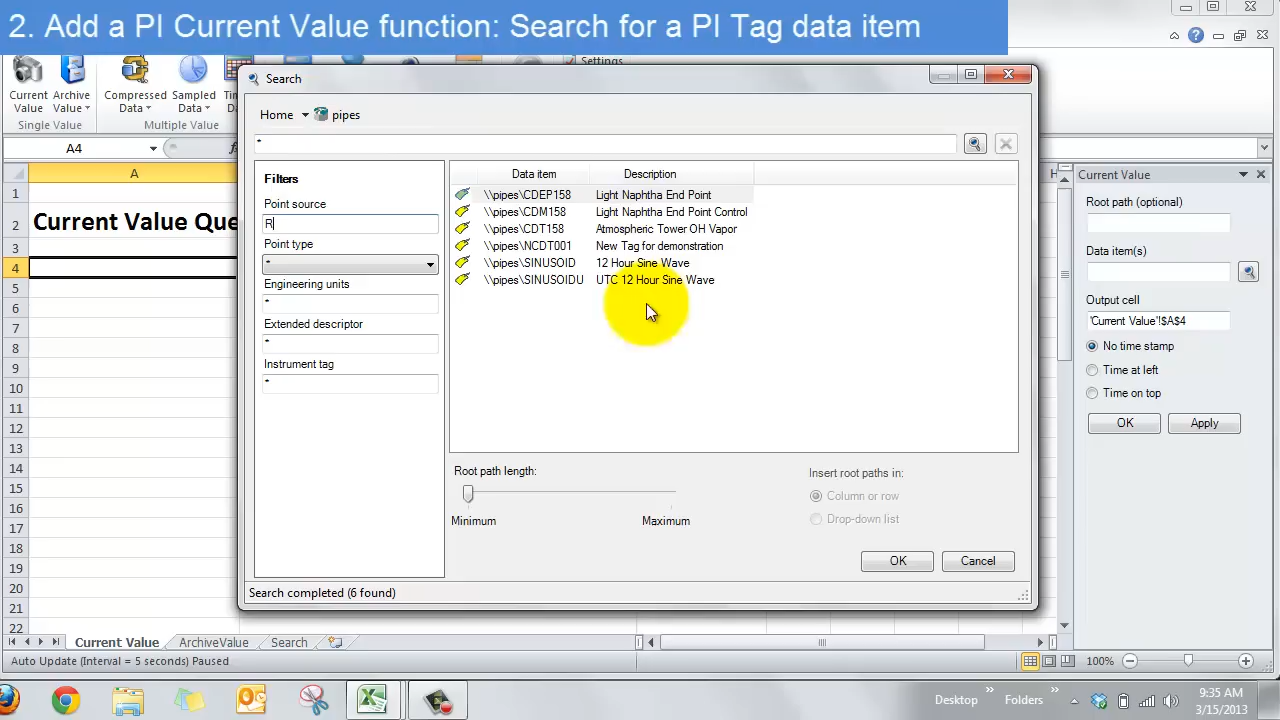 2. Add a PI Current Value function: Search for a PI Tag data item
Settings
Current Value
Archive Value
Compressed Data
Sampled Data
Single Value
Multiple Value
Search
Home
pipes
*
A4
A
H
1
2
3
4
5
6
7
8
9
10
11
12
13
14
15
16
17
18
19
20
21
22
Current Value Que
Filters
Point source
R
Point type
*
Engineering units
*
Extended descriptor
*
Instrument tag
*
Data item Description
\\pipes\CDEP158 Light Naphtha End Point
\\pipes\CDM158 Light Naphtha End Point Control
\\pipes\CDT158 Atmospheric Tower OH Vapor
\\pipes\NCDT001 New Tag for demonstration
\\pipes\SINUSOID 12 Hour Sine Wave
\\pipes\SINUSOIDU UTC 12 Hour Sine Wave
Root path length:
Minimum Maximum
Insert root paths in:
Column or row
Drop-down list
OK Cancel
Search completed (6 found)
Current Value
Root path (optional)
Data item(s)
Output cell
'Current Value'!$A$4
No time stamp
Time at left
Time on top
OK Apply
Current Value ArchiveValue Search
Auto Update (Interval = 5 seconds) Paused
100%
Desktop
Folders
9:35 AM
3/15/2013